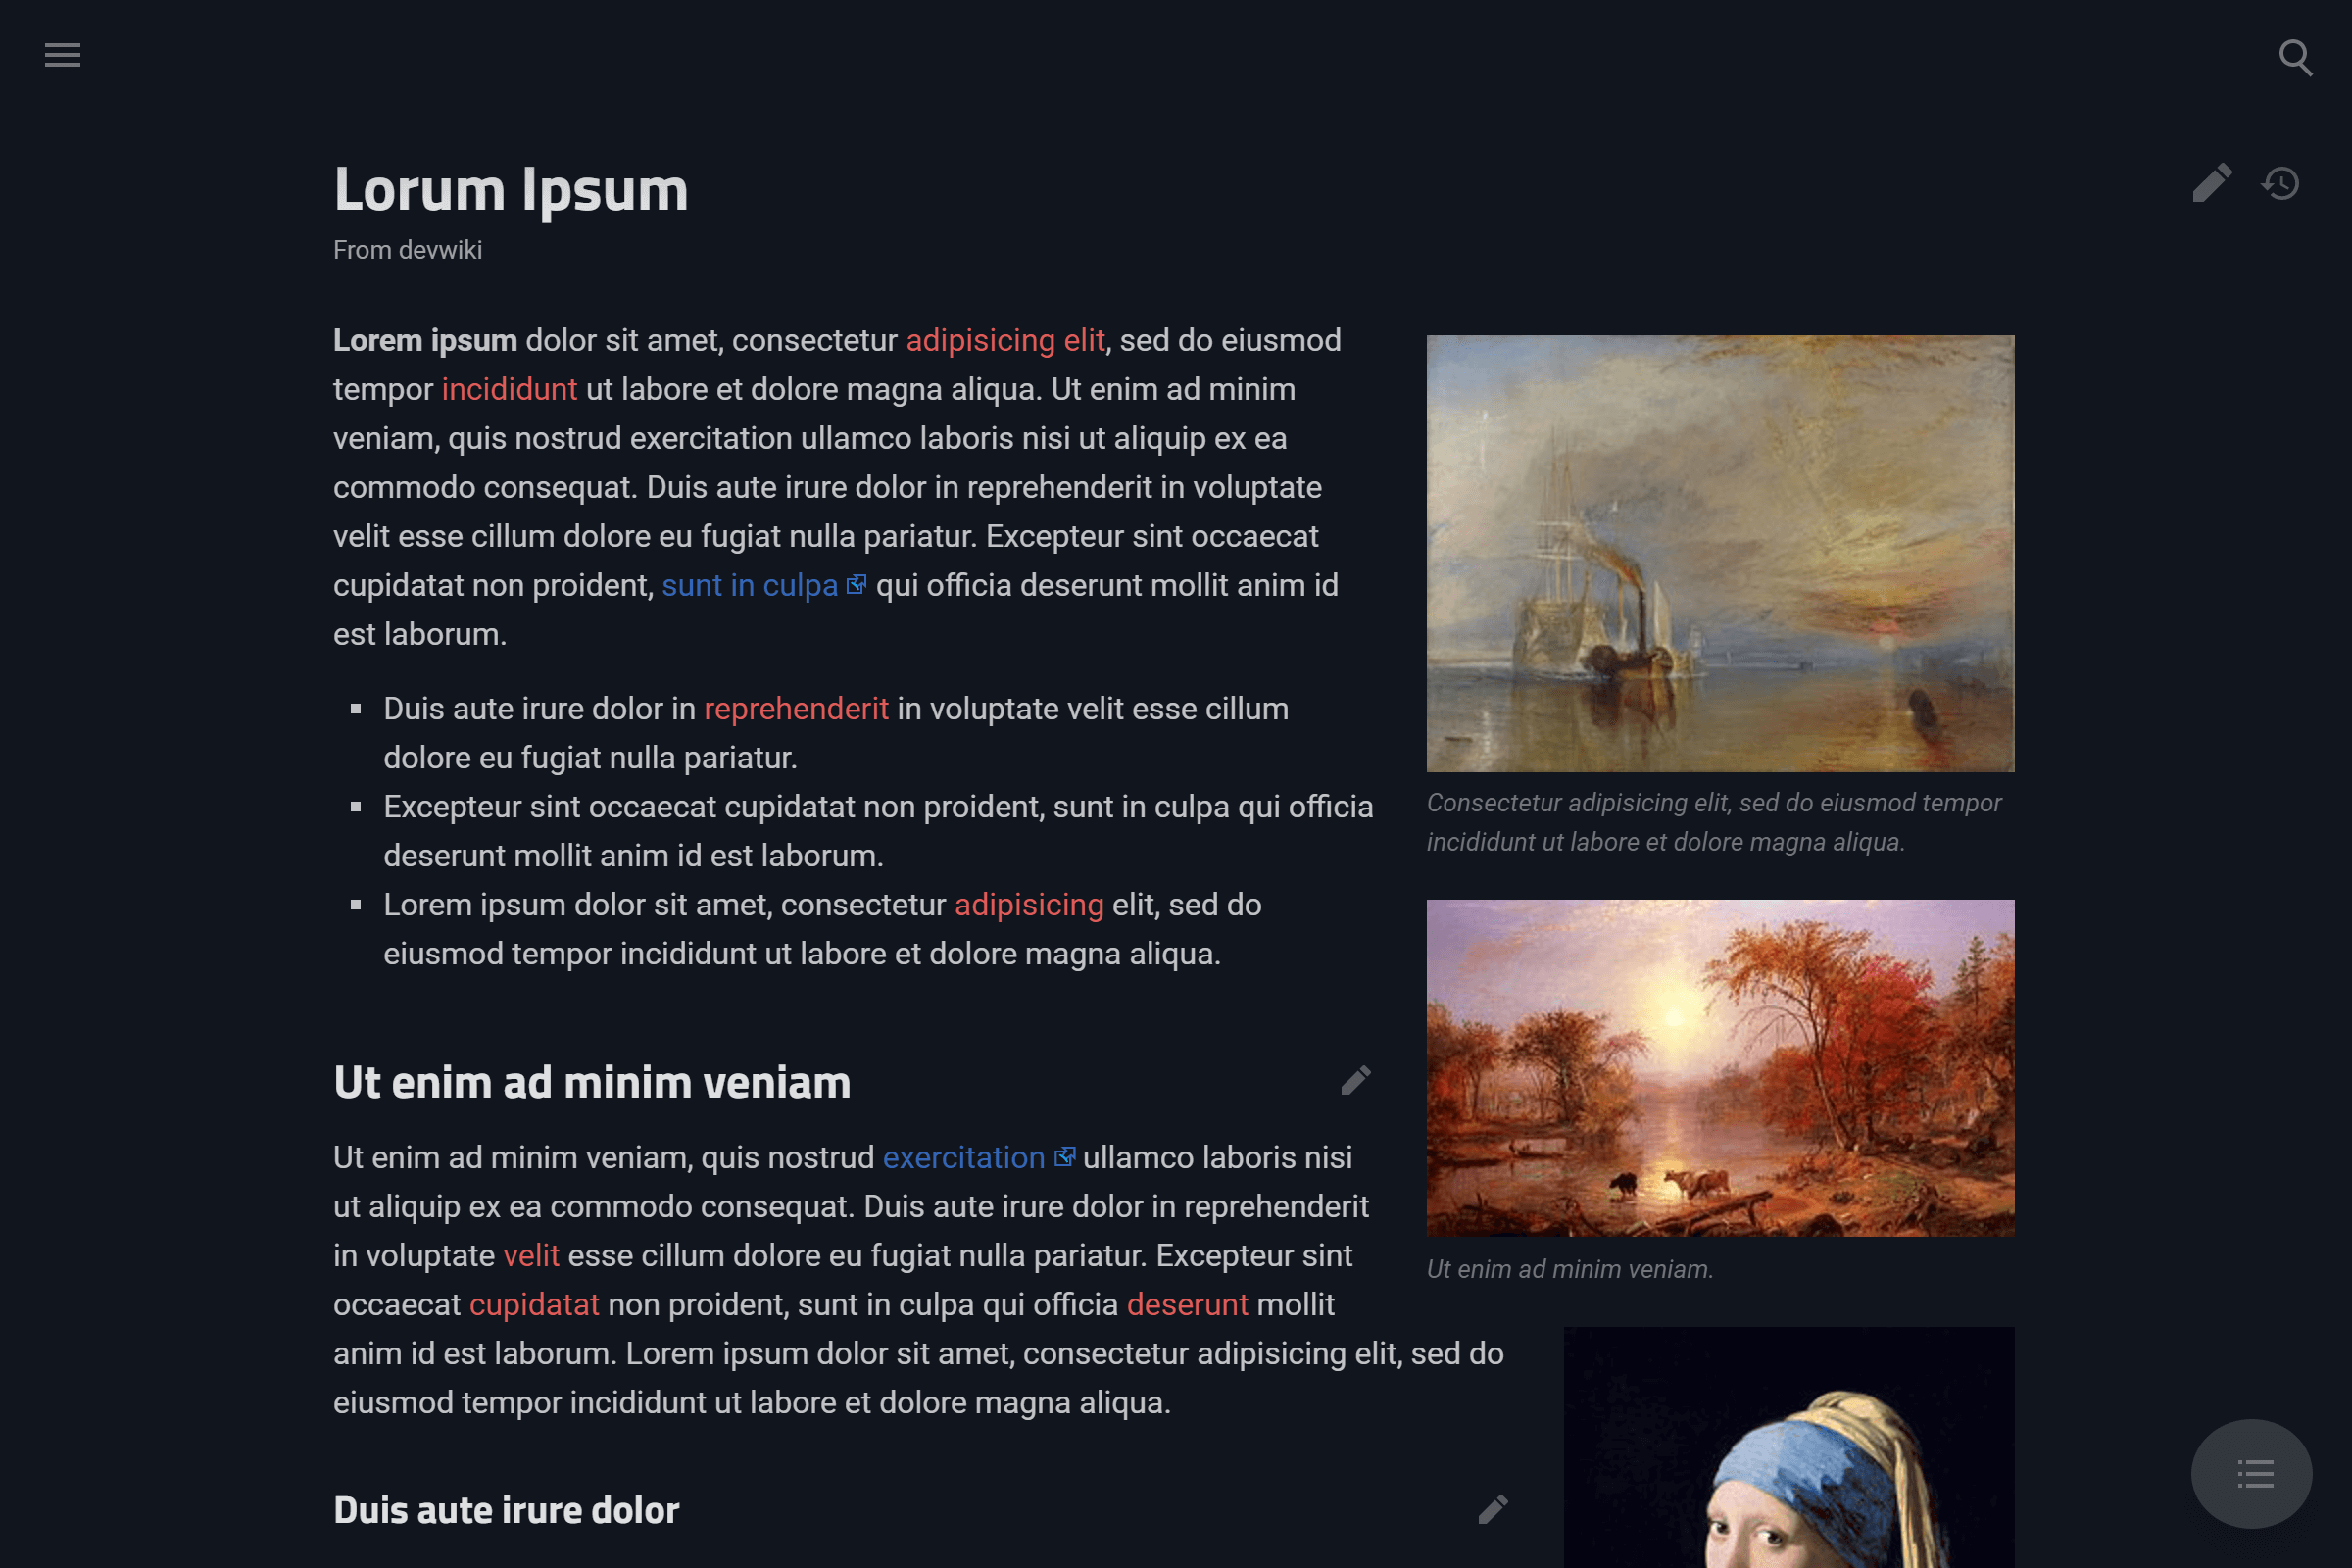 Lorum Ipsum
From devwiki
Lorem ipsum dolor sit amet, consectetur adipisicing elit, sed do eiusmod
tempor incididunt ut labore et dolore magna aliqua. Ut enim ad minim
veniam, quis nostrud exercitation ullamco laboris nisi ut aliquip ex ea
commodo consequat. Duis aute irure dolor in reprehenderit in voluptate
velit esse cillum dolore eu fugiat nulla pariatur. Excepteur sint occaecat
cupidatat non proident, sunt in culpa qui officia deserunt mollit anim id
est laborum.
Duis aute irure dolor in reprehenderit in voluptate velit esse cillum
dolore eu fugiat nulla pariatur.
Excepteur sint occaecat cupidatat non proident, sunt in culpa qui officia
deserunt mollit anim id est laborum.
Lorem ipsum dolor sit amet, consectetur adipisicing elit, sed do
eiusmod tempor incididunt ut labore et dolore magna aliqua.
Consectetur adipisicing elit, sed do eiusmod tempor
incididunt ut labore et dolore magna aliqua.
Ut enim ad minim veniam.
Ut enim ad minim veniam
Ut enim ad minim veniam, quis nostrud exercitation ullamco laboris nisi
ut aliquip ex ea commodo consequat. Duis aute irure dolor in reprehenderit
in voluptate velit esse cillum dolore eu fugiat nulla pariatur. Excepteur sint
occaecat cupidatat non proident, sunt in culpa qui officia deserunt mollit
anim id est laborum. Lorem ipsum dolor sit amet, consectetur adipisicing elit, sed do
eiusmod tempor incididunt ut labore et dolore magna aliqua.
Duis aute irure dolor